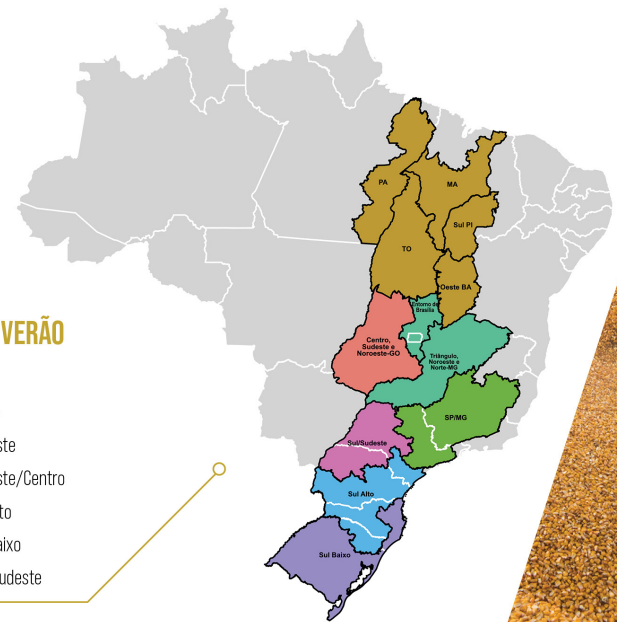 VERÃO
ste
ste/Centro
to
aixo
udeste
PA
MA
Sul PI
TO
Oeste BA
Entorno de
Brasília
Centro,
Sudeste e
Noroeste-GO
Triângulo,
Noroeste e
Norte-MG
SP/MG
Sul/Sudeste
Sul Alto
Sul Baixo